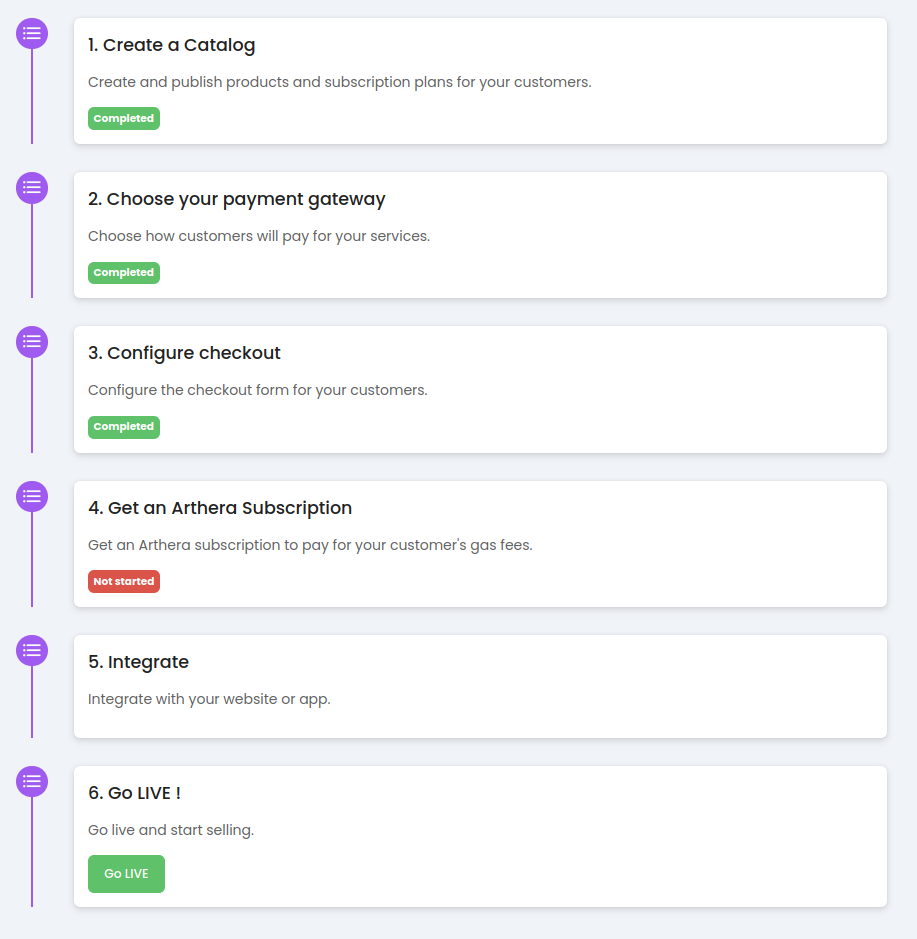 1. Create a Catalog
Create and publish products and subscription plans for your customers.
Completed
2. Choose your payment gateway
Choose how customers will pay for your services.
Completed
3. Configure checkout
Configure the checkout form for your customers.
Completed
4. Get an Arthera Subscription
Get an Arthera subscription to pay for your customer's gas fees.
Not started
5. Integrate
Integrate with your website or app.
6. Go LIVE !
Go live and start selling.
Go LIVE